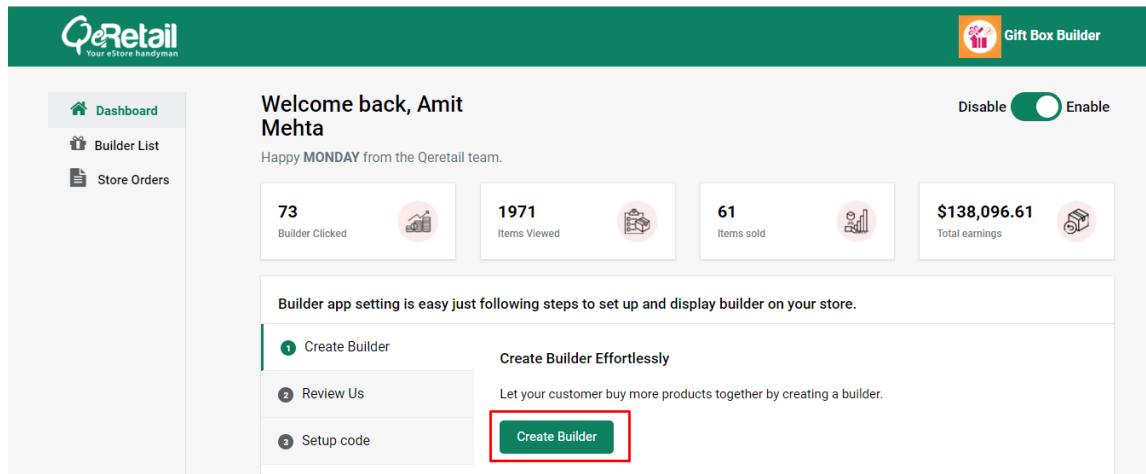 QeRetail
Your eStore handyman
Gift Box Builder
Dashboard
Builder List
Store Orders
Welcome back, Amit
Mehta
Happy MONDAY from the Qeretail team.
Disable Enable
73
Builder Clicked
1971
Items Viewed
61
Items sold
$138,096.61
Total earnings
Builder app setting is easy just following steps to set up and display builder on your store.
1 Create Builder
2 Review Us
3 Setup code
Create Builder Effortlessly
Let your customer buy more products together by creating a builder.
Create Builder